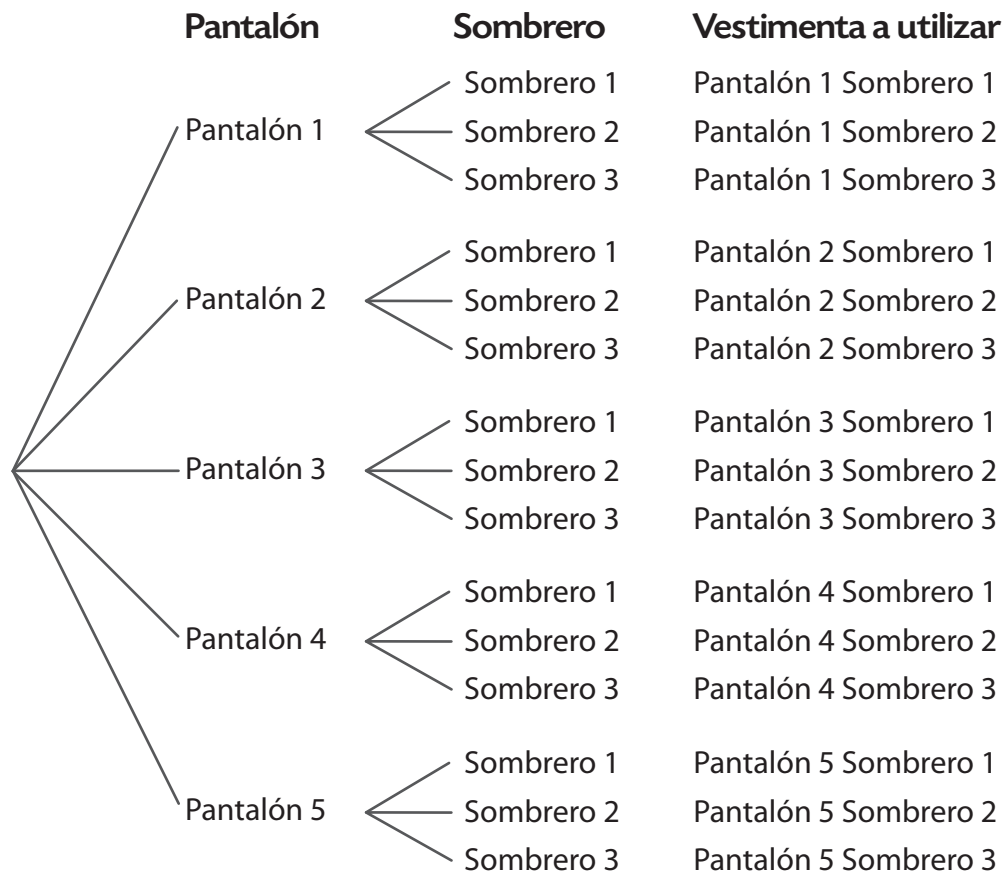 Pantalón Sombrero Vestimenta a utilizar
Sombrero 1 Pantalón 1 Sombrero 1
Pantalón 1 Sombrero 2 Pantalón 1 Sombrero 2
Sombrero 3 Pantalón 1 Sombrero 3
Sombrero 1 Pantalón 2 Sombrero 1
Pantalón 2 Sombrero 2 Pantalón 2 Sombrero 2
Sombrero 3 Pantalón 2 Sombrero 3
Sombrero 1 Pantalón 3 Sombrero 1
Pantalón 3 Sombrero 2 Pantalón 3 Sombrero 2
Sombrero 3 Pantalón 3 Sombrero 3
Sombrero 1 Pantalón 4 Sombrero 1
Pantalón 4 Sombrero 2 Pantalón 4 Sombrero 2
Sombrero 3 Pantalón 4 Sombrero 3
Sombrero 1 Pantalón 5 Sombrero 1
Pantalón 5 Sombrero 2 Pantalón 5 Sombrero 2
Sombrero 3 Pantalón 5 Sombrero 3